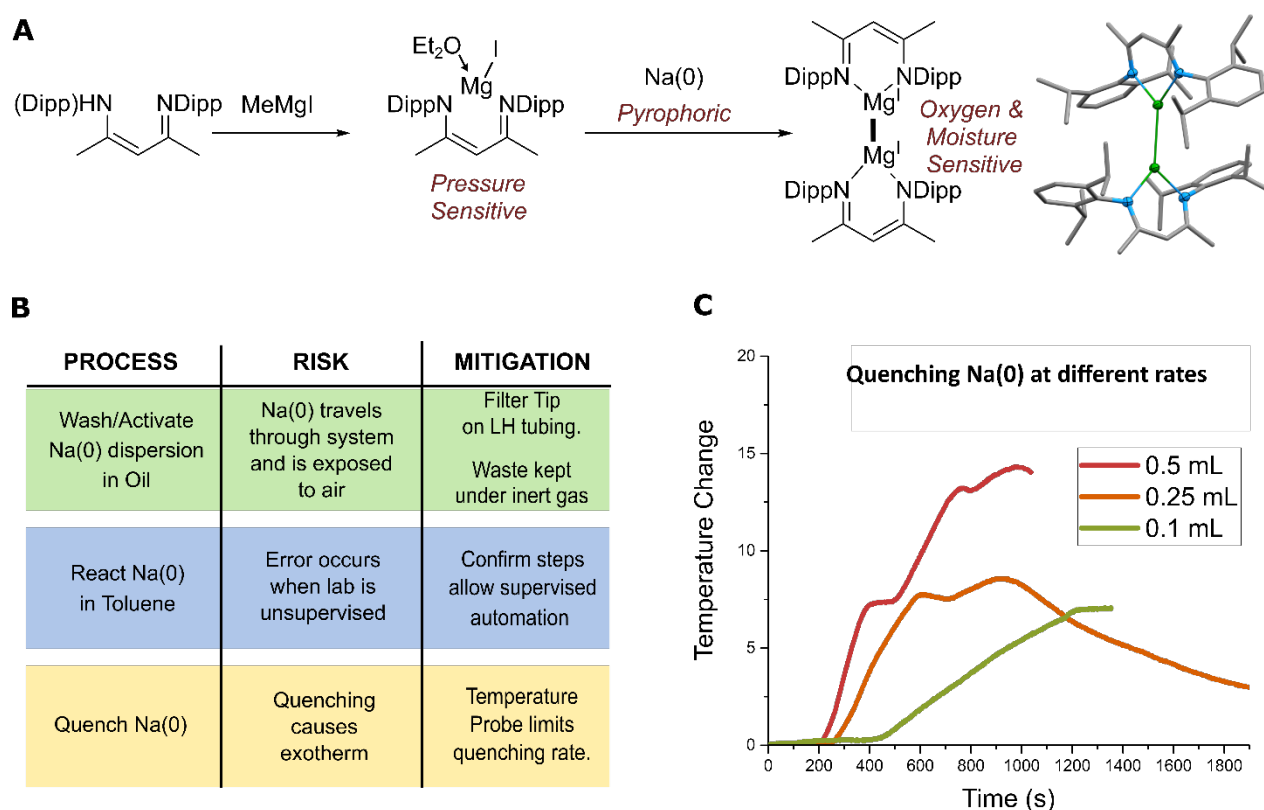 A
Et₂O
I
Mg
(Dipp)HN
NDipp
MeMgI
DippN
NDipp
Pressure
Sensitive
Na(0)
Pyrophoric
DippN
NDipp
Mgᴵ
Mgᴵ
DippN
NDipp
Oxygen &
Moisture
Sensitive
B
PROCESS
RISK
MITIGATION
Wash/Activate
Na(0) dispersion
in Oil
Na(0) travels
through system
and is exposed
to air
Filter Tip
on LH tubing.
Waste kept
under inert gas
React Na(0)
in Toluene
Error occurs
when lab is
unsupervised
Confirm steps
allow supervised
automation
Quench Na(0)
Quenching
causes
exotherm
Temperature
Probe limits
quenching rate.
C
Quenching Na(0) at different rates
0.5 mL
0.25 mL
0.1 mL
Temperature Change
20
15
10
5
0
0 200 400 600 800 1000 1200 1400 1600 1800
Time (s)